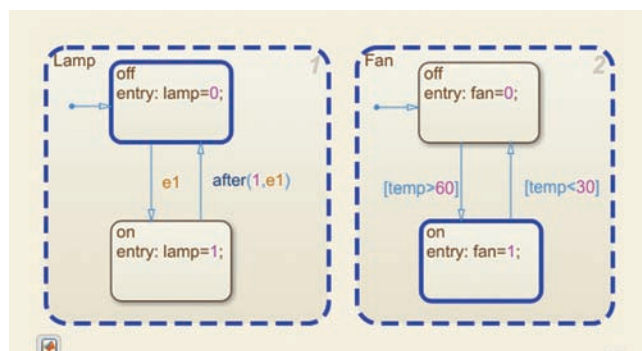 Lamp
1
off
entry: lamp=0;
e1
after(1,e1)
on
entry: lamp=1;
Fan
2
off
entry: fan=0;
[temp>60]
[temp<30]
on
entry: fan=1;